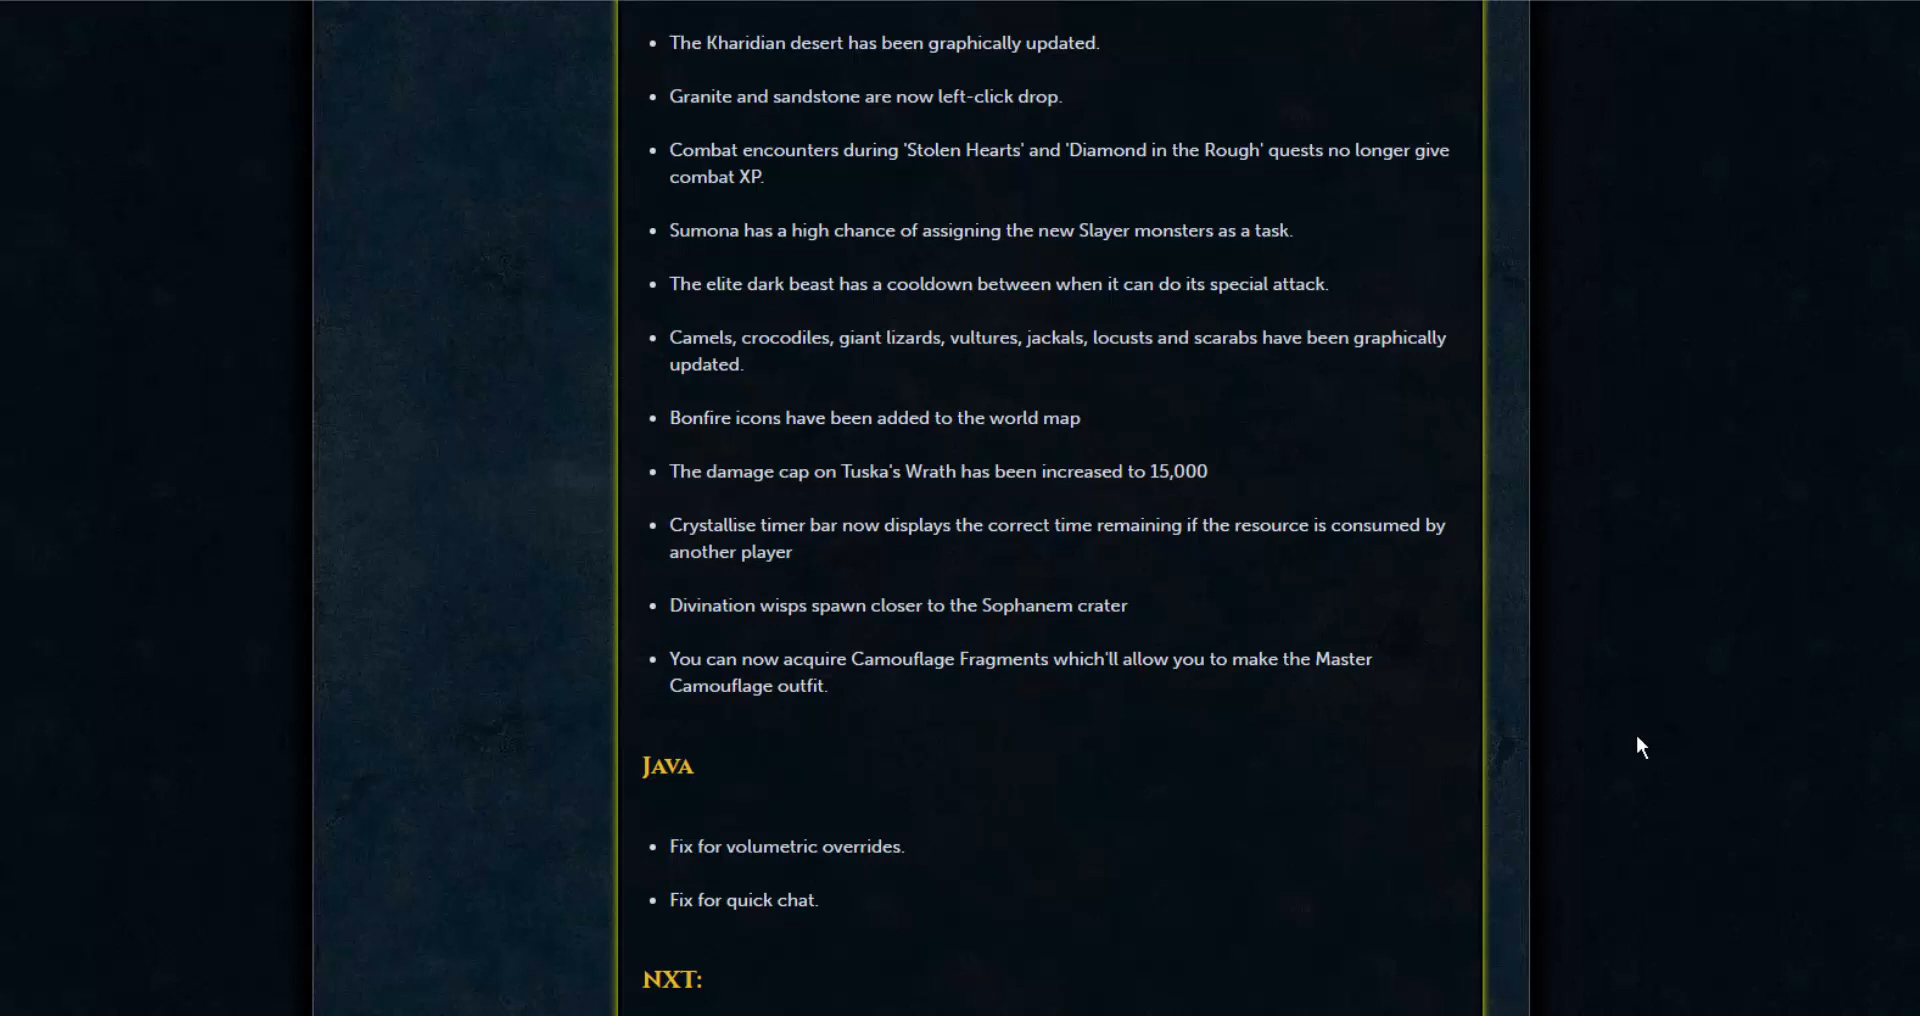 • The Kharidian desert has been graphically updated.
• Granite and sandstone are now left-click drop.
• Combat encounters during 'Stolen Hearts' and 'Diamond in the Rough' quests no longer give
combat XP.
• Sumona has a high chance of assigning the new Slayer monsters as a task.
• The elite dark beast has a cooldown between when it can do its special attack.
• Camels, crocodiles, giant lizards, vultures, jackals, locusts and scarabs have been graphically
updated.
• Bonfire icons have been added to the world map
• The damage cap on Tuska's Wrath has been increased to 15,000
• Crystallise timer bar now displays the correct time remaining if the resource is consumed by
another player
• Divination wisps spawn closer to the Sophanem crater
• You can now acquire Camouflage Fragments which'll allow you to make the Master
Camouflage outfit.
Java
• Fix for volumetric overrides.
• Fix for quick chat.
NXT: